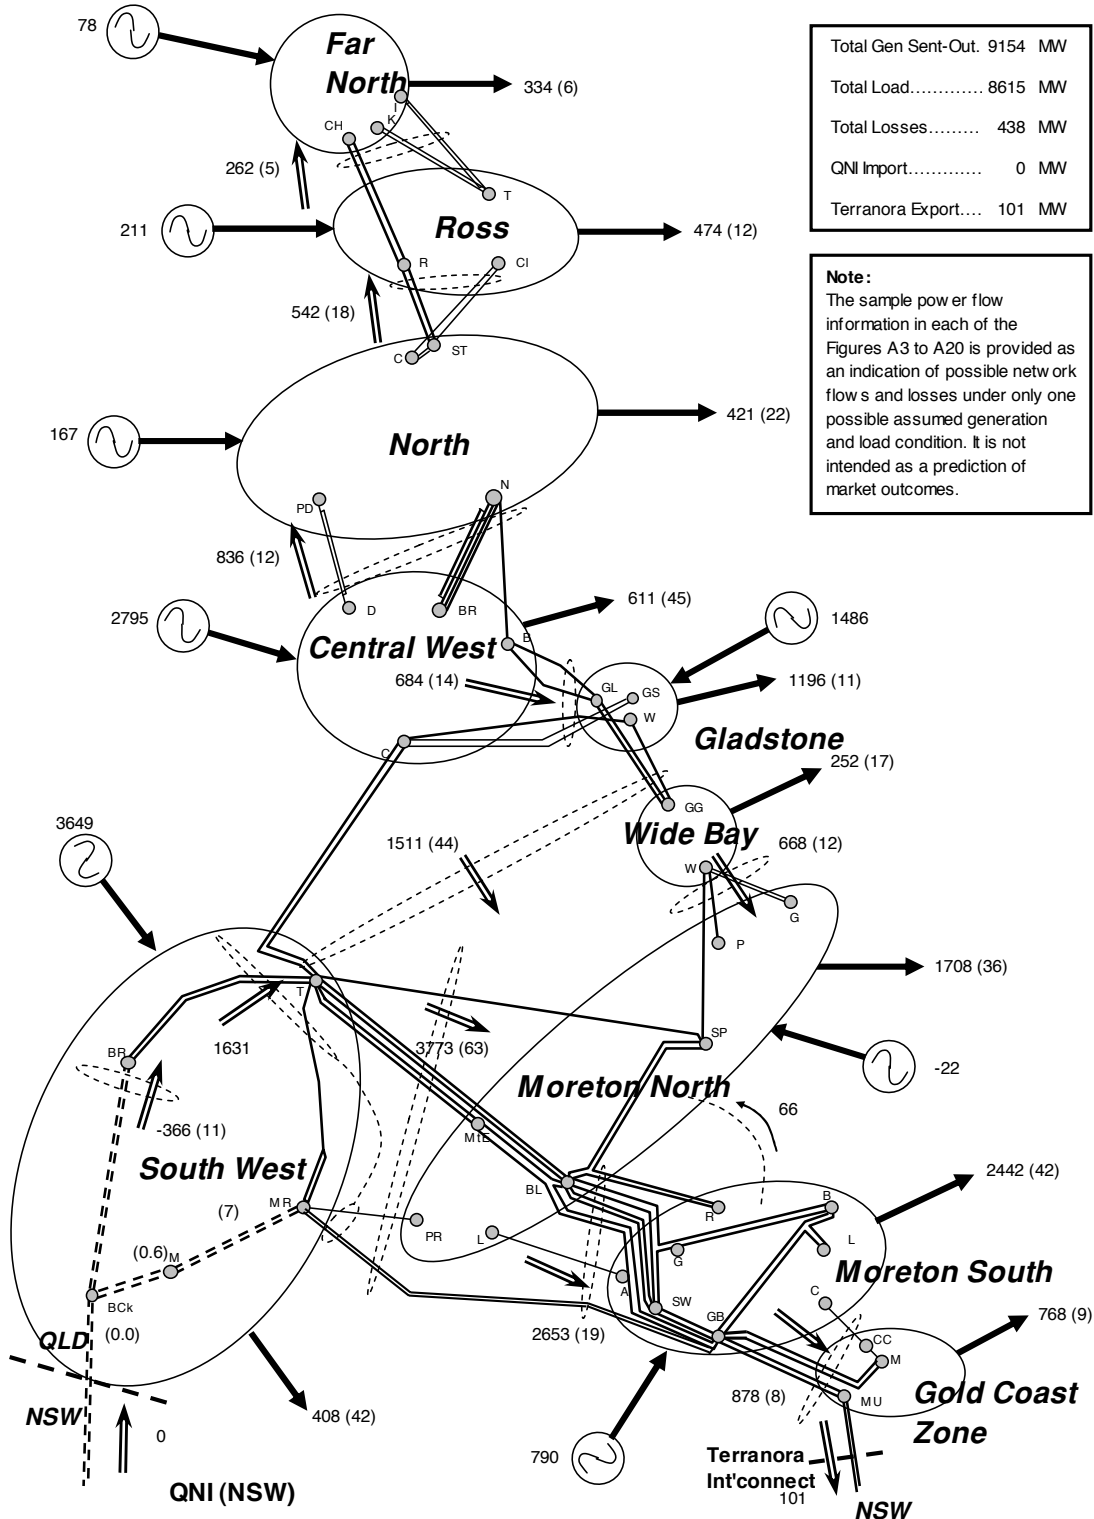 78
Far
North
334 (6)
I
K
CH
262 (5)
T
211
Ross
474 (12)
R
CI
542 (18)
C
ST
167
North
421 (22)
N
PD
836 (12)
2795
D
BR
611 (45)
1486
Central West
B
684 (14)
GL
GS
W
1196 (11)
C
Gladstone
252 (17)
GG
Wide Bay
3649
1511 (44)
668 (12)
W
G
P
1708 (36)
T
SP
BR
1631
3773 (63)
-22
Moreton North
66
-366 (11)
MtE
South West
BL
2442 (42)
(7)
MR
PR
L
R
B
G
L
(0.6)
M
A
Moreton South
BCk
SW
C
(0.0)
2653 (19)
GB
768 (9)
QLD
CC
M
878 (8)
MU
Gold Coast
Zone
NSW
408 (42)
0
790
Terranora
Int'connect
101
QNI (NSW)
NSW
Total Gen Sent-Out. 9154 MW
Total Load............ 8615 MW
Total Losses......... 438 MW
QNI Import............. 0 MW
Terranora Export.... 101 MW
Note:
The sample power flow
information in each of the
Figures A3 to A20 is provided as
an indication of possible network
flows and losses under only one
possible assumed generation
and load condition. It is not
intended as a prediction of
market outcomes.